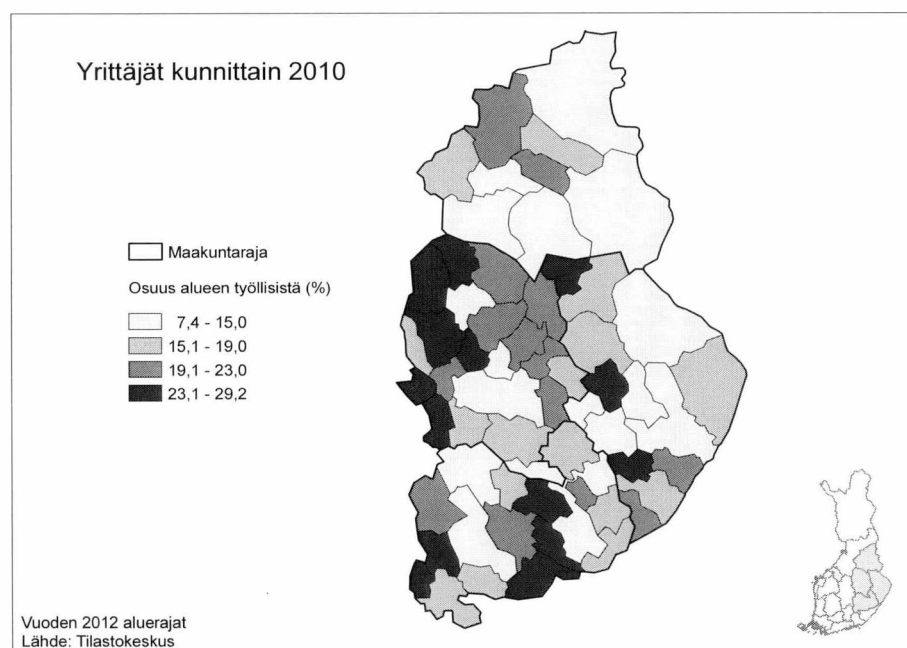 Yrittäjät kunnittain 2010
Maakuntaraja
Osuus alueen työllisistä (%)
7,4 - 15,0
15,1 - 19,0
19,1 - 23,0
23,1 - 29,2
Vuoden 2012 aluerajat
Lähde: Tilastokeskus